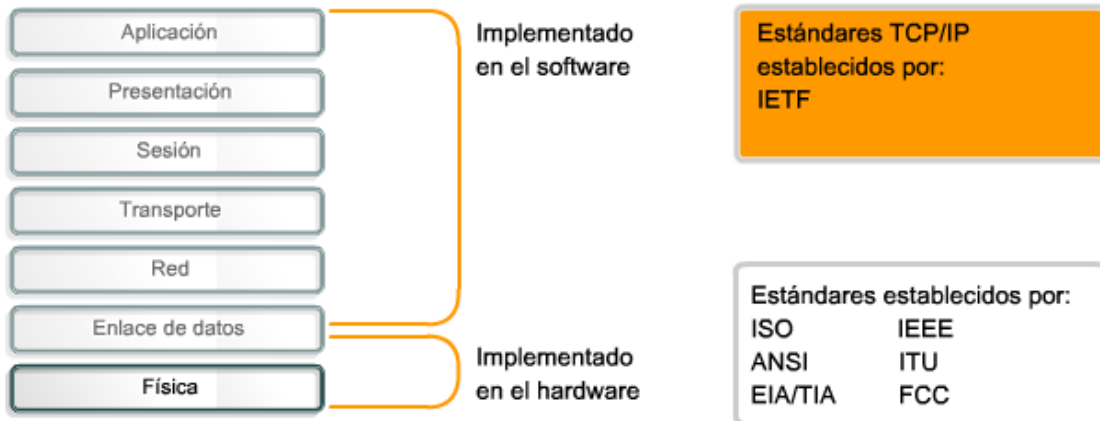 Aplicación
Presentación
Sesión
Transporte
Red
Enlace de datos
Física
Implementado
en el software
Implementado
en el hardware
Estándares TCP/IP
establecidos por:
IETF
Estándares establecidos por:
ISO IEEE
ANSI ITU
EIA/TIA FCC